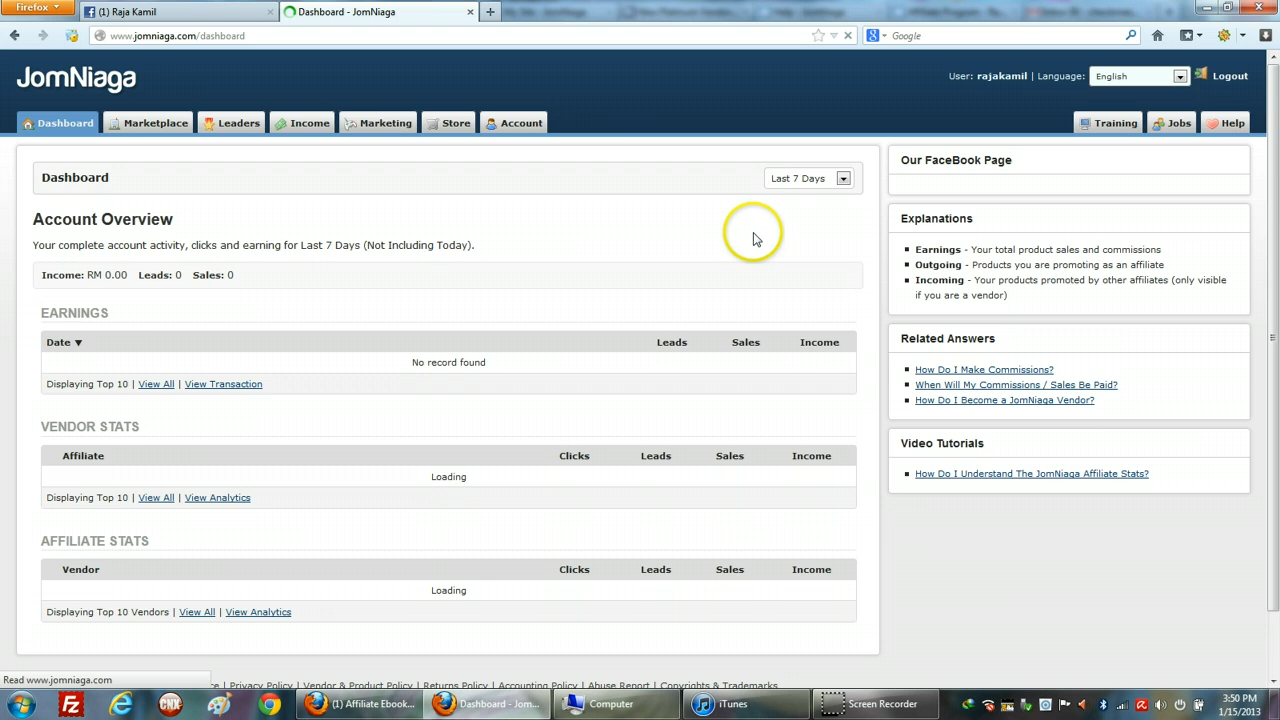 Firefox
(1) Raja Kamil
Dashboard - JomNiaga
www.jomniaga.com/dashboard
Google
JomNiaga
User: rajakamil | Language: English Logout
Dashboard Marketplace Leaders Income Marketing Store Account Training Jobs Help
Dashboard
Last 7 Days
Account Overview
Your complete account activity, clicks and earning for Last 7 Days (Not Including Today).
Income: RM 0.00 Leads: 0 Sales: 0
EARNINGS
Date ▼ Leads Sales Income
No record found
Displaying Top 10 | View All | View Transaction
VENDOR STATS
Affiliate Clicks Leads Sales Income
Loading
Displaying Top 10 | View All | View Analytics
AFFILIATE STATS
Vendor Clicks Leads Sales Income
Loading
Displaying Top 10 Vendors | View All | View Analytics
Our FaceBook Page
Explanations
Earnings - Your total product sales and commissions
Outgoing - Products you are promoting as an affiliate
Incoming - Your products promoted by other affiliates (only visible
if you are a vendor)
Related Answers
How Do I Make Commissions?
When Will My Commissions / Sales Be Paid?
How Do I Become a JomNiaga Vendor?
Video Tutorials
How Do I Understand The JomNiaga Affiliate Stats?
Read www.jomniaga.com
| Privacy Policy | Vendor & Product Policy | Returns Policy | Accounting Policy | Abuse Report | Copyrights & Trademarks
(1) Affiliate Ebook...
Dashboard - Jom...
Computer
iTunes
Screen Recorder
3:50 PM
1/15/2013